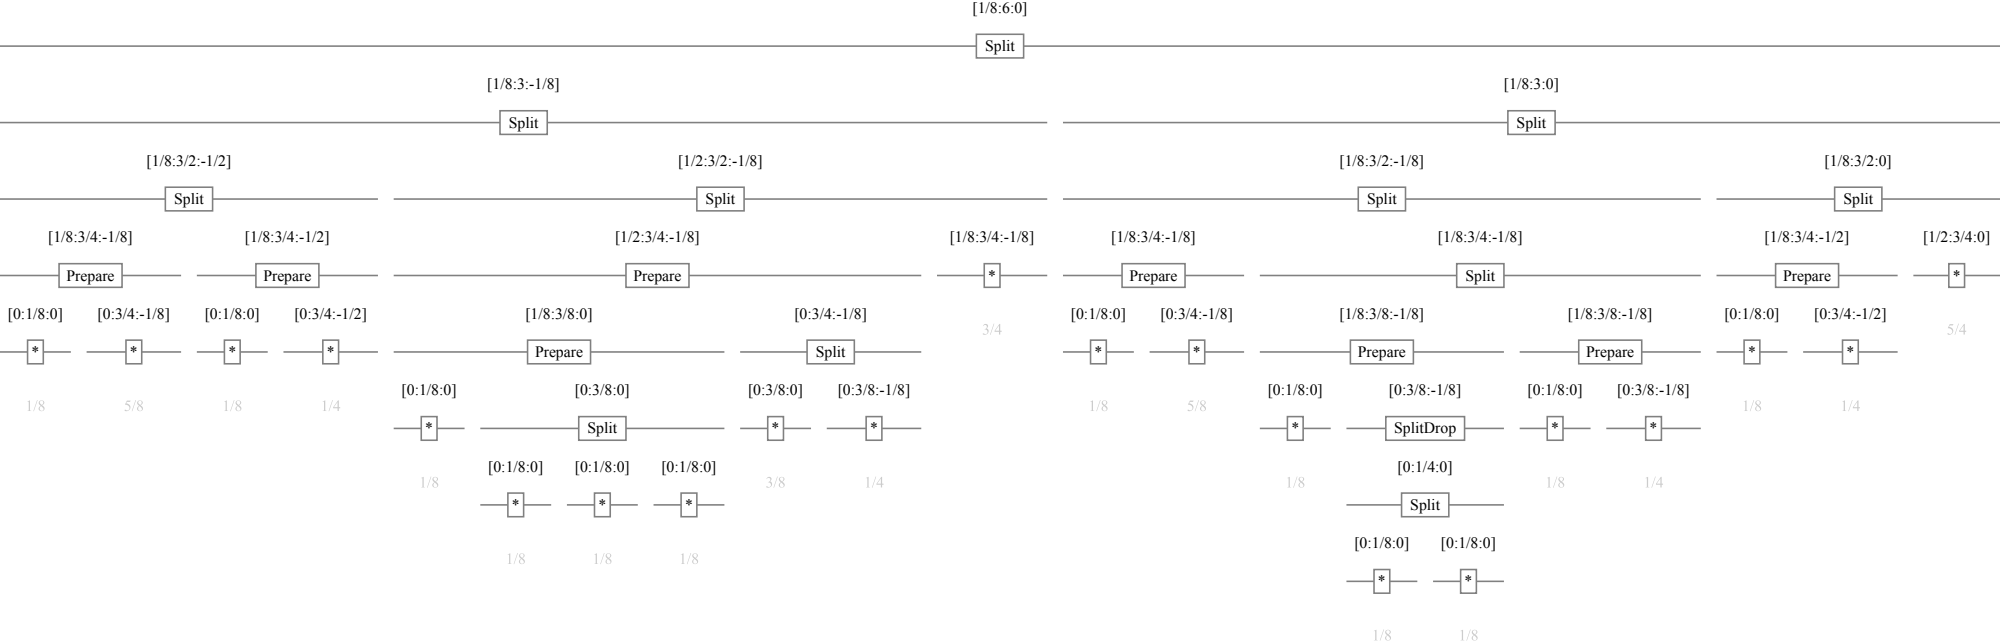 [1/8:6:0]
Split
[1/8:3:-1/8] [1/8:3:0]
Split Split
[1/8:3/2:-1/2] [1/2:3/2:-1/8] [1/8:3/2:-1/8] [1/8:3/2:0]
Split Split Split Split
[1/8:3/4:-1/8] [1/8:3/4:-1/2] [1/2:3/4:-1/8] [1/8:3/4:-1/8] [1/8:3/4:-1/8] [1/8:3/4:-1/8] [1/8:3/4:-1/2] [1/2:3/4:0]
Prepare Prepare Prepare * Prepare Split Prepare *
[0:1/8:0] [0:3/4:-1/8] [0:1/8:0] [0:3/4:-1/2] [1/8:3/8:0] [0:3/4:-1/8] 3/4 [0:1/8:0] [0:3/4:-1/8] [1/8:3/8:-1/8] [1/8:3/8:-1/8] [0:1/8:0] [0:3/4:-1/2] 5/4
* * * * Prepare Split * * Prepare Prepare * *
1/8 5/8 1/8 1/4 [0:1/8:0] [0:3/8:0] [0:3/8:0] [0:3/8:-1/8] 1/8 5/8 [0:1/8:0] [0:3/8:-1/8] [0:1/8:0] [0:3/8:-1/8] 1/8 1/4
* Split * * * SplitDrop * *
1/8 [0:1/8:0] [0:1/8:0] [0:1/8:0] 3/8 1/4 1/8 [0:1/4:0] 1/8 1/4
* * * Split
1/8 1/8 1/8 [0:1/8:0] [0:1/8:0]
* *
1/8 1/8